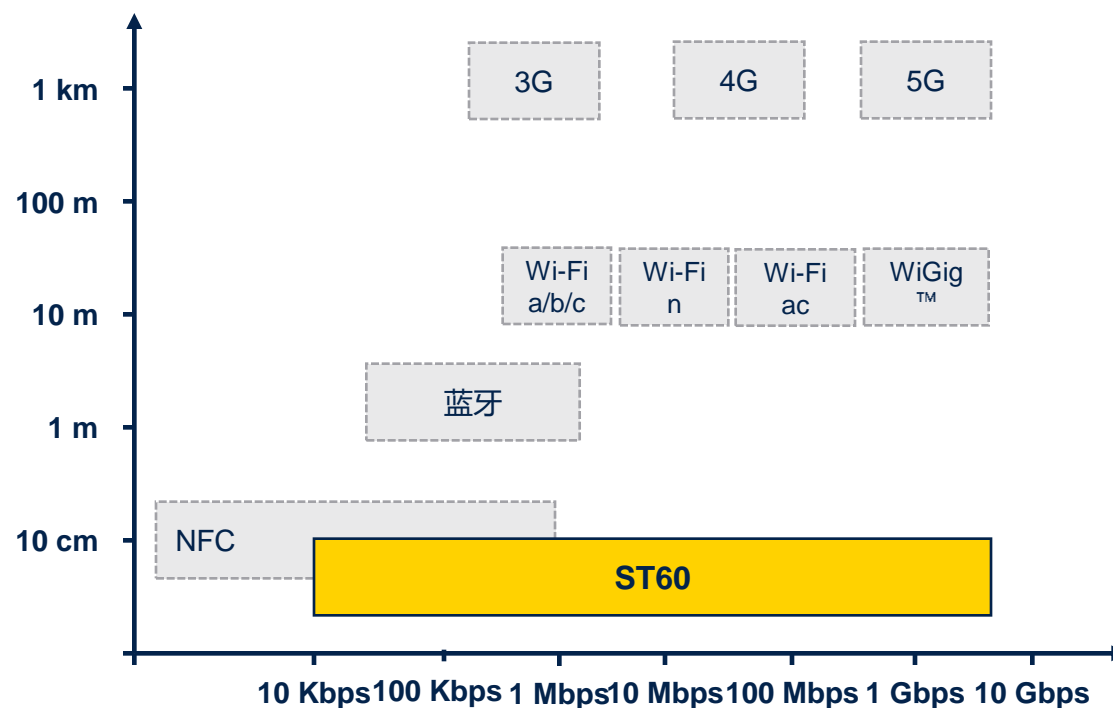 1 km
3G
4G
5G
100 m
Wi-Fi
a/b/c
Wi-Fi
n
Wi-Fi
ac
WiGig
™
10 m
蓝牙
1 m
NFC
10 cm
ST60
10 Kbps
100 Kbps
1 Mbps
10 Mbps
100 Mbps
1 Gbps
10 Gbps